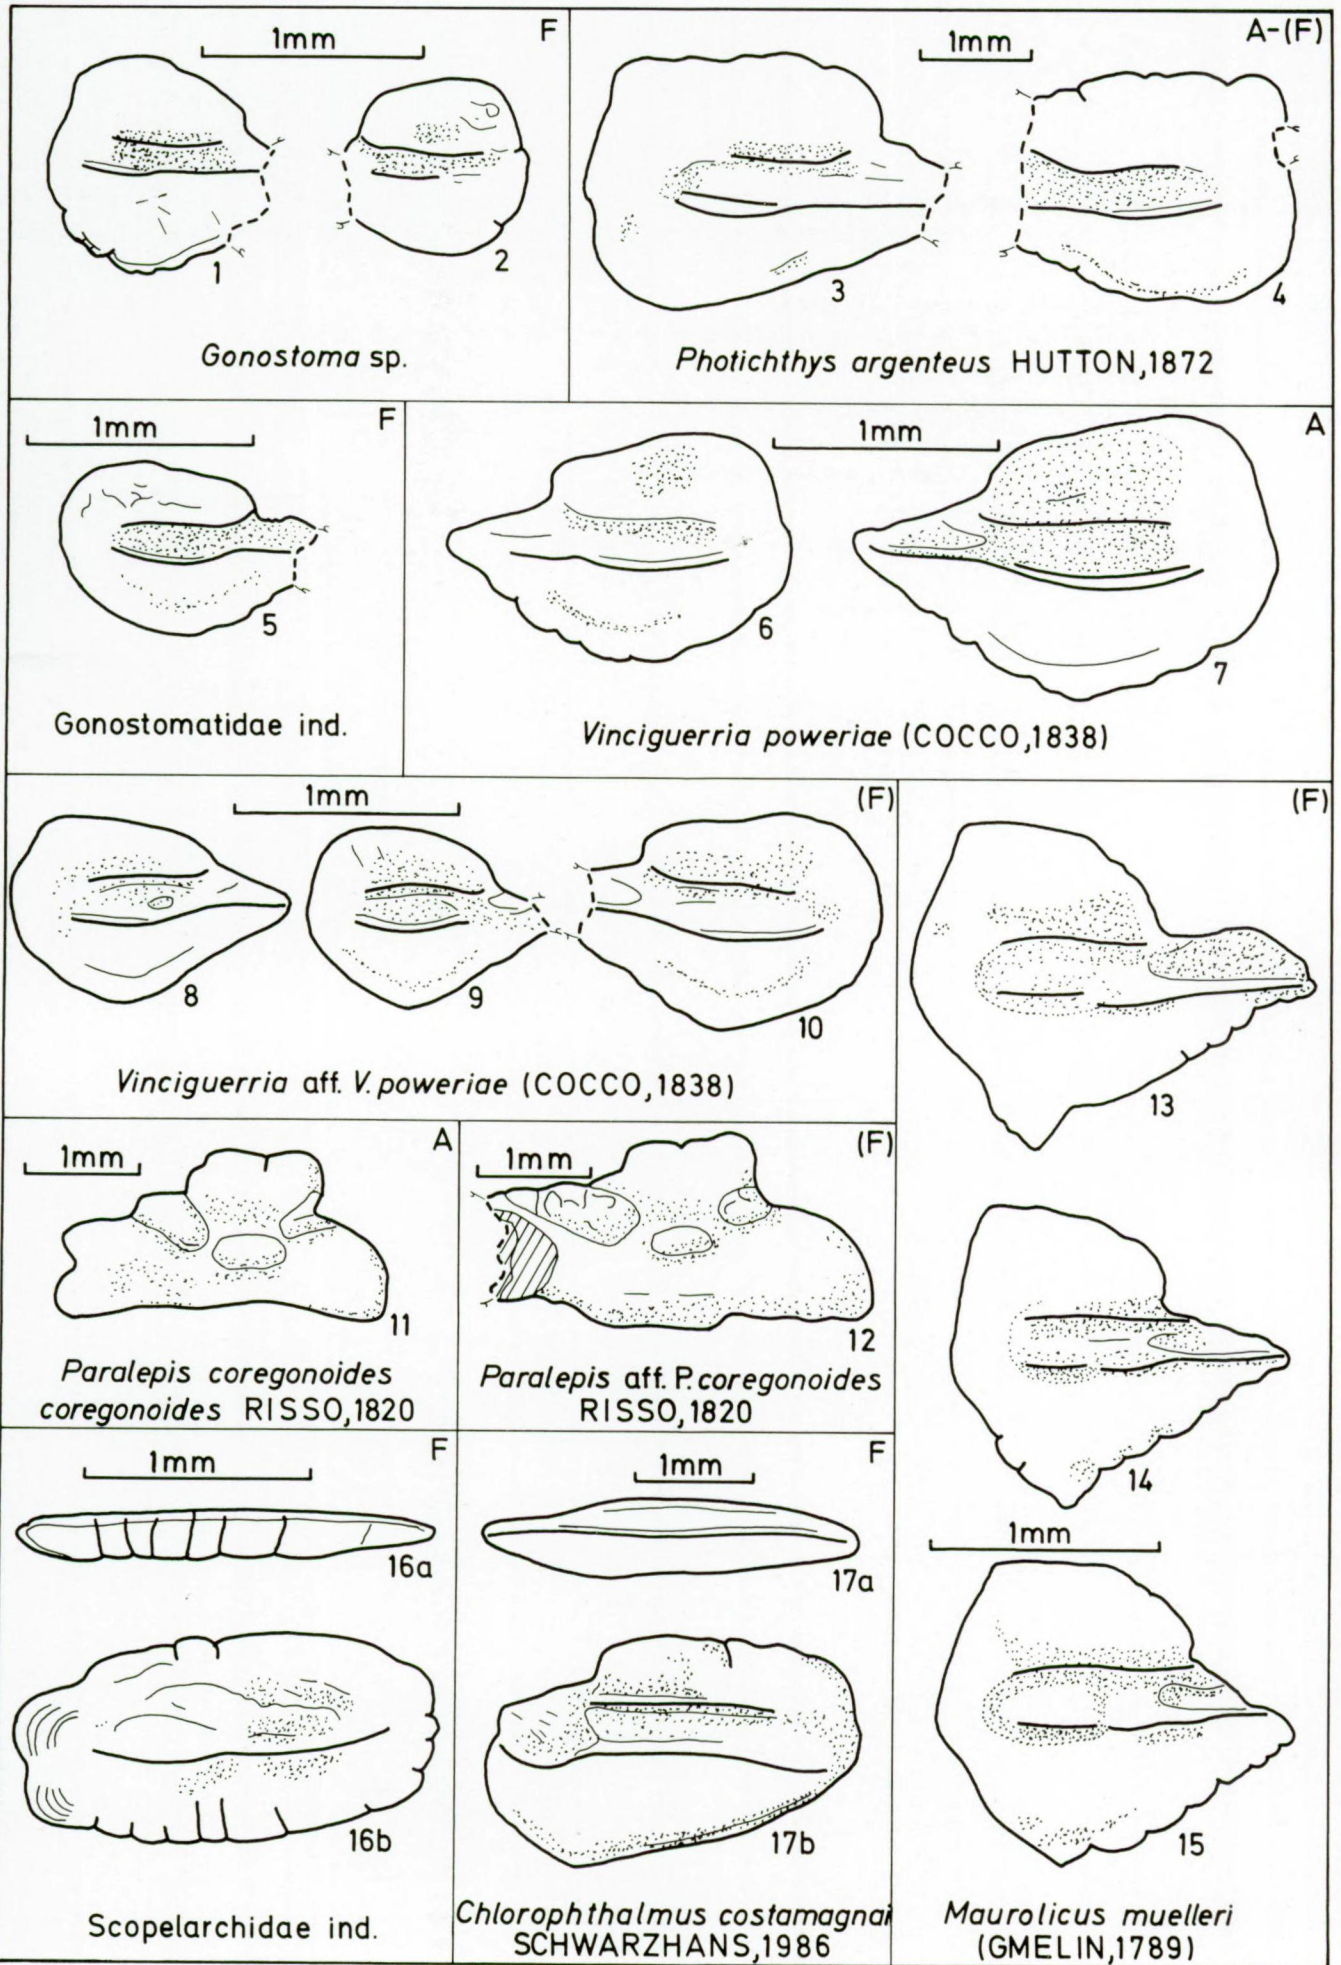 1mm
F
1
2
Gonostoma sp.
1mm
A-(F)
3
4
Photichthys argenteus HUTTON,1872
1mm
F
5
Gonostomatidae ind.
1mm
A
6
7
Vinciguerria poweriae (COCCO,1838)
1mm
(F)
8
9
10
Vinciguerria aff. V. poweriae (COCCO,1838)
(F)
13
14
1mm
15
Maurolicus muelleri
(GMELIN,1789)
1mm
A
11
Paralepis coregonoides
coregonoides RISSO,1820
1mm
(F)
12
Paralepis aff. P. coregonoides
RISSO,1820
1mm
F
16a
16b
Scopelarchidae ind.
1mm
F
17a
17b
Chlorophthalmus costamagnai
SCHWARZHANS,1986